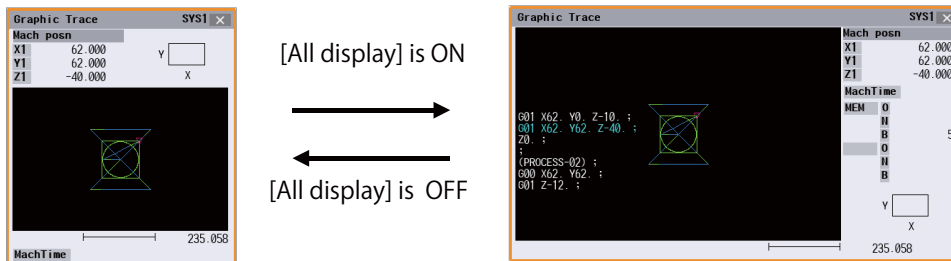 Graphic Trace SYS1
Mach posn
X1 62.000
Y1 62.000
Z1 -40.000
Y
X
235.058
MachTime
[All display] is ON
[All display] is OFF
Graphic Trace SYS1
G01 X62. Y0. Z-10. ;
G01 X62. Y62. Z-40. ;
Z0. ;
;
(PROCESS-02) ;
G00 X62. Y62. ;
G01 Z-12. ;
Mach posn
X1 62.000
Y1 62.000
Z1 -40.000
MachTime
MEM O
N
B 5
O
N
B
Y
X
235.058